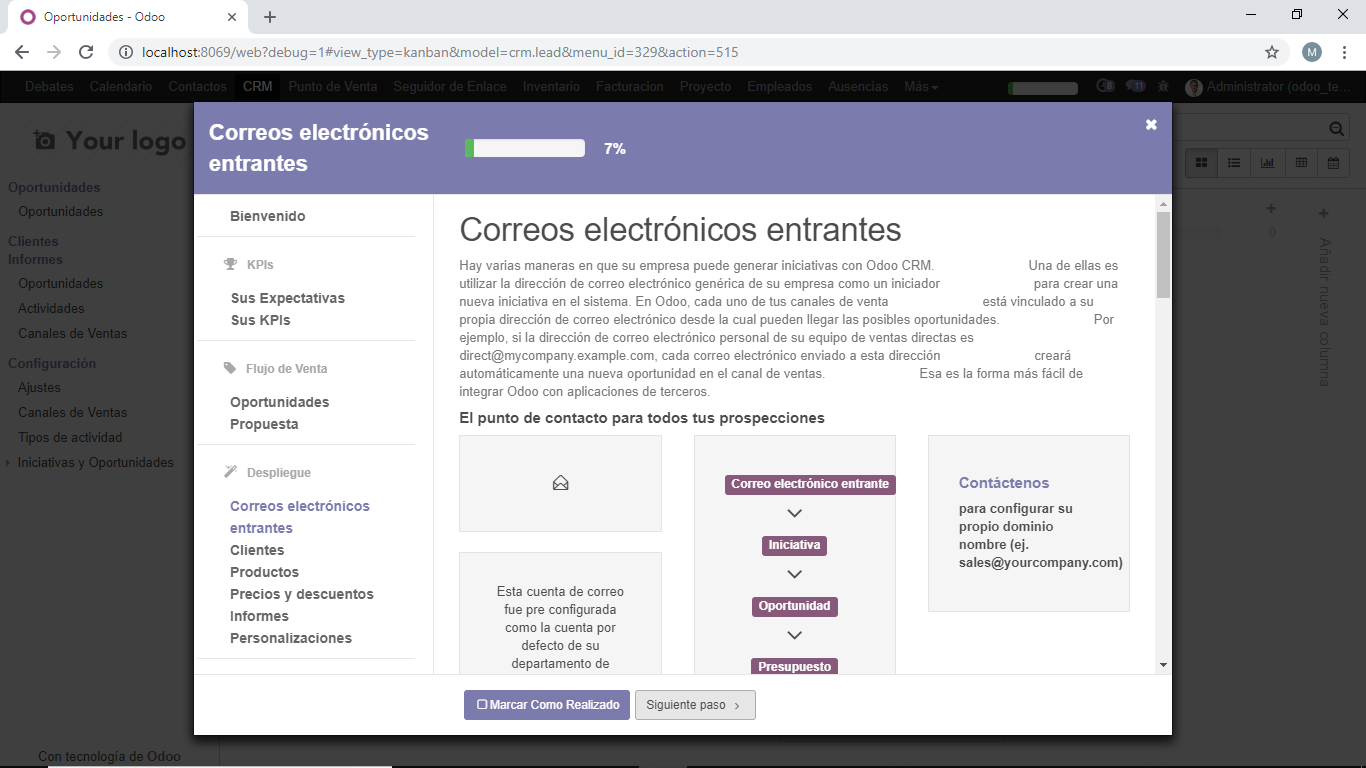 Oportunidades - Odoo
localhost:8069/web?debug=1#view_type=kanban&model=crm.lead&menu_id=329&action=515
M
Debates Calendario Contactos CRM Punto de Venta Seguidor de Enlace Inventario Facturacion Proyecto Empleados Ausencias Más 8 11 Administrator (odoo_te...
Your logo
Oportunidades
Oportunidades
Clientes
Informes
Oportunidades
Actividades
Canales de Ventas
Configuración
Ajustes
Canales de Ventas
Tipos de actividad
Iniciativas y Oportunidades
Con tecnología de Odoo
Correos electrónicos
entrantes
7%
Bienvenido
KPIs
Sus Expectativas
Sus KPIs
Flujo de Venta
Oportunidades
Propuesta
Despliegue
Correos electrónicos
entrantes
Clientes
Productos
Precios y descuentos
Informes
Personalizaciones
Correos electrónicos entrantes
Hay varias maneras en que su empresa puede generar iniciativas con Odoo CRM. Una de ellas es
utilizar la dirección de correo electrónico genérica de su empresa como un iniciador para crear una
nueva iniciativa en el sistema. En Odoo, cada uno de tus canales de venta está vinculado a su
propia dirección de correo electrónico desde la cual pueden llegar las posibles oportunidades. Por
ejemplo, si la dirección de correo electrónico personal de su equipo de ventas directas es
direct@mycompany.example.com, cada correo electrónico enviado a esta dirección creará
automáticamente una nueva oportunidad en el canal de ventas. Esa es la forma más fácil de
integrar Odoo con aplicaciones de terceros.
El punto de contacto para todos tus prospecciones
Esta cuenta de correo
fue pre configurada
como la cuenta por
defecto de su
departamento de
Correo electrónico entrante
Iniciativa
Oportunidad
Presupuesto
Contáctenos
para configurar su
propio dominio
nombre (ej.
sales@yourcompany.com)
Marcar Como Realizado
Siguiente paso
0
Añadir nueva columna